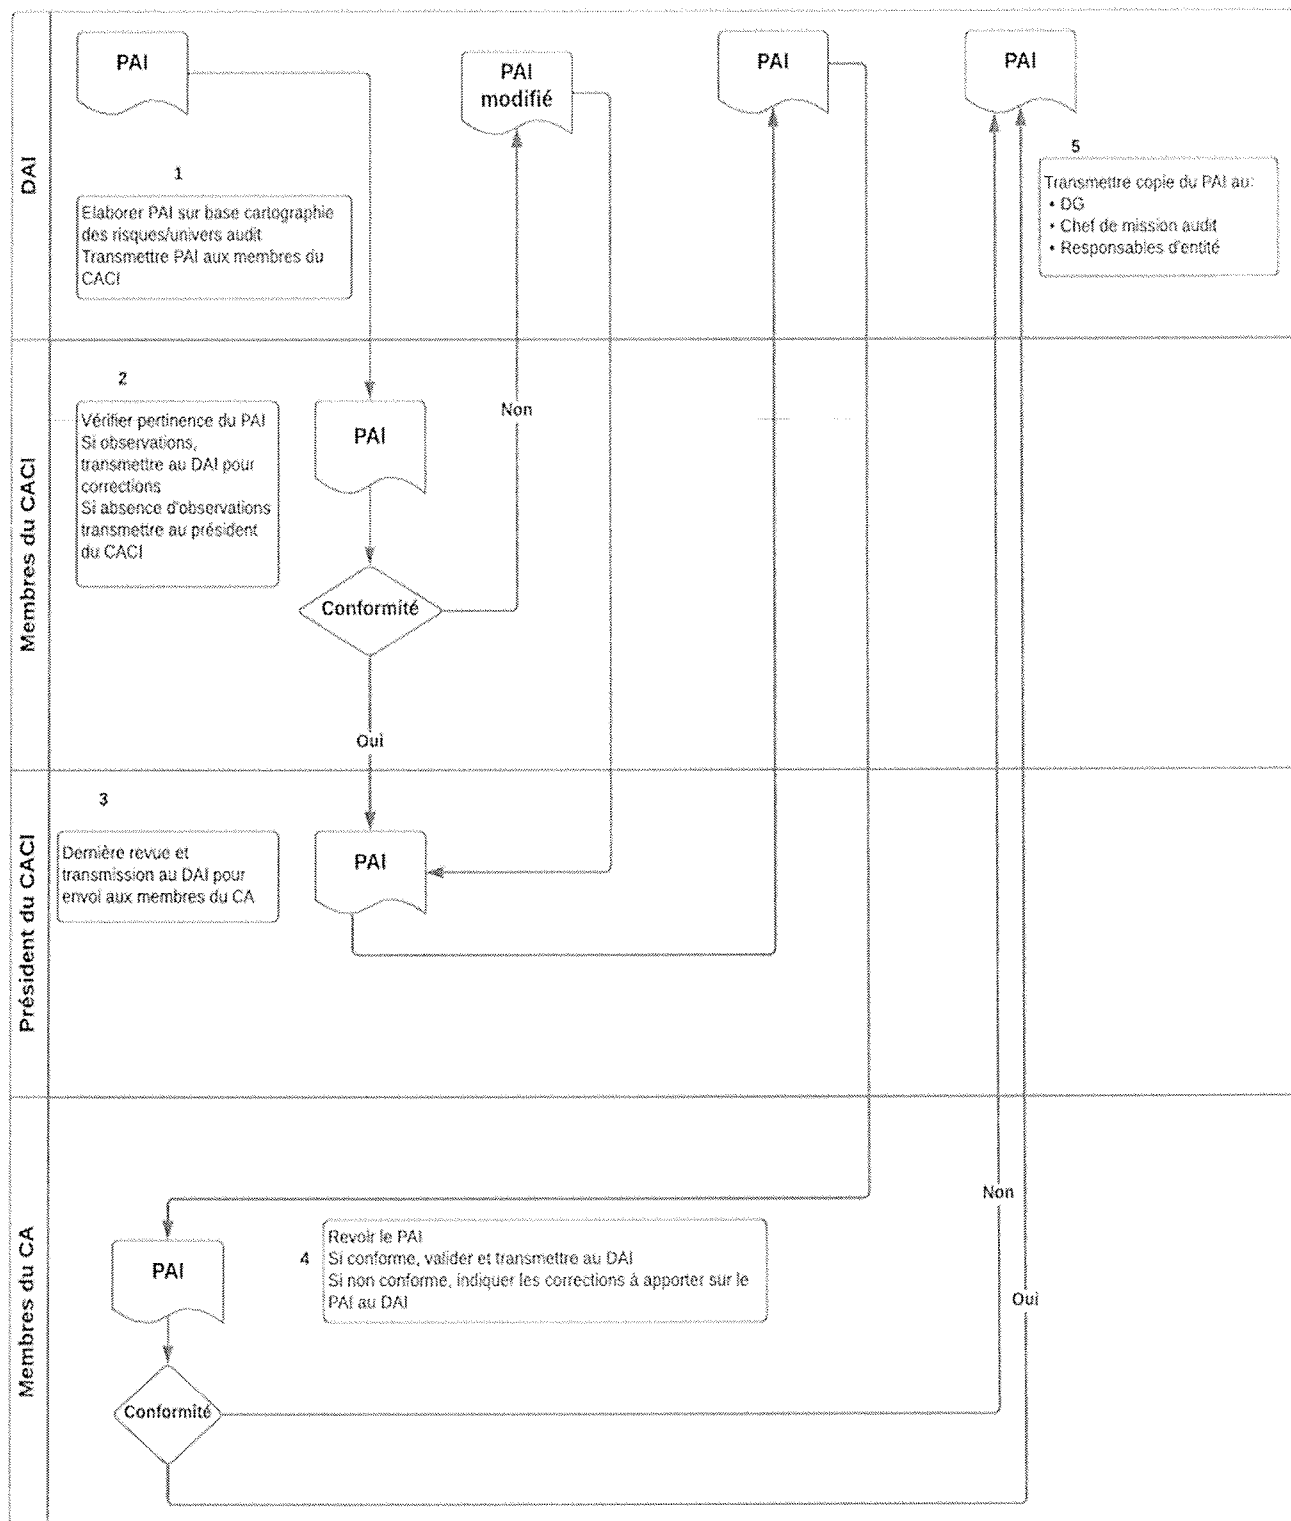 DAI
PAI
PAI
modifié
PAI
PAI
1
Elaborer PAI sur base cartographie
des risques/univers audit
Transmettre PAI aux membres du
CACI
5
Transmettre copie du PAI au:
• DG
• Chef de mission audit
• Responsables d'entité
Membres du CACI
2
Vérifier pertinence du PAI
Si observations,
transmettre au DAI pour
corrections
Si absence d'observations
transmettre au président
du CACI
PAI
Non
Conformité
Oui
Président du CACI
3
Dernière revue et
transmission au DAI pour
envoi aux membres du CA
PAI
Membres du CA
Non
4
Revoir le PAI
Si conforme, valider et transmettre au DAI
Si non conforme, indiquer les corrections à apporter sur le
PAI au DAI
PAI
Oui
Conformité